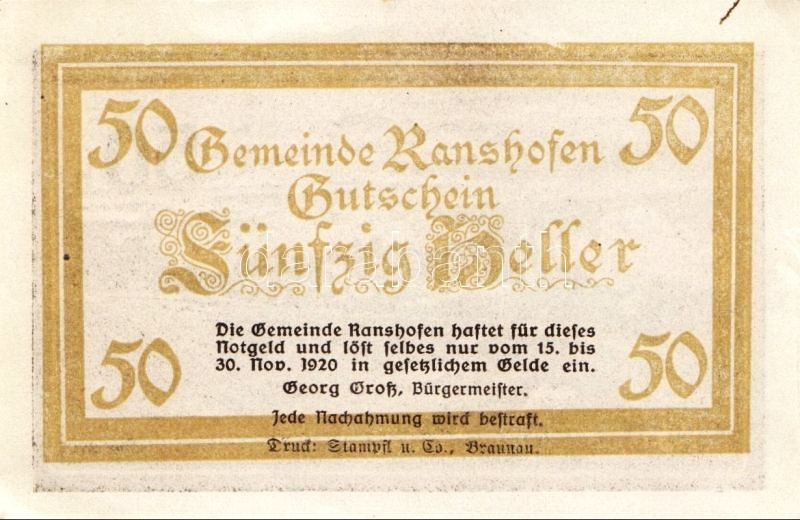 50 50
Gemeinde Ranshofen
Gutschein
Fünfzig Heller
Die Gemeinde Ranshofen haftet für dieses
Notgeld und löst selbes nur vom 15. bis
30. Nov. 1920 in gesetzlichem Gelde ein.
Georg Groß, Bürgermeister.
50 50
Jede Nachahmung wird bestraft.
Druck: Stampfl u. Co., Braunau.